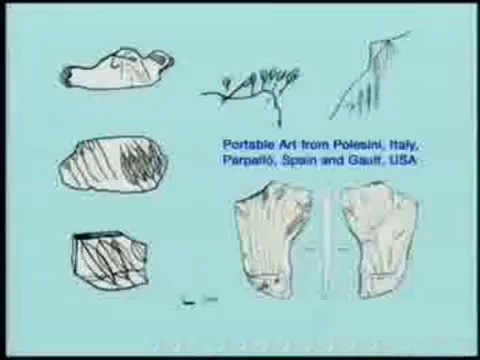 Portable Art from Polesini, Italy,
Parpalló, Spain and Gault, USA